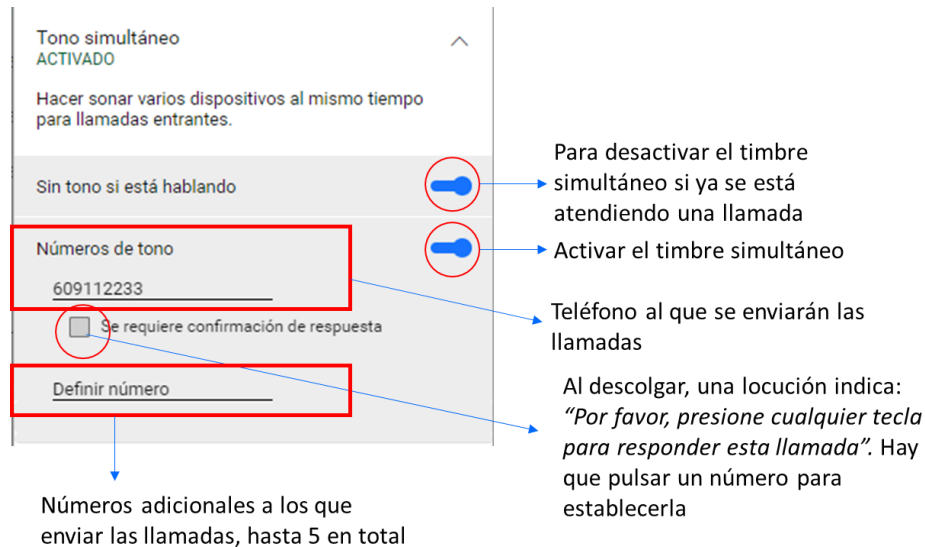 Tono simultáneo
ACTIVADO
Hacer sonar varios dispositivos al mismo tiempo
para llamadas entrantes.
Sin tono si está hablando
Números de tono
609112233
Se requiere confirmación de respuesta
Definir número
Para desactivar el timbre
simultáneo si ya se está
atendiendo una llamada
Activar el timbre simultáneo
Teléfono al que se enviarán las
llamadas
Al descolgar, una locución indica:
“Por favor, presione cualquier tecla
para responder esta llamada”. Hay
que pulsar un número para
establecerla
Números adicionales a los que
enviar las llamadas, hasta 5 en total